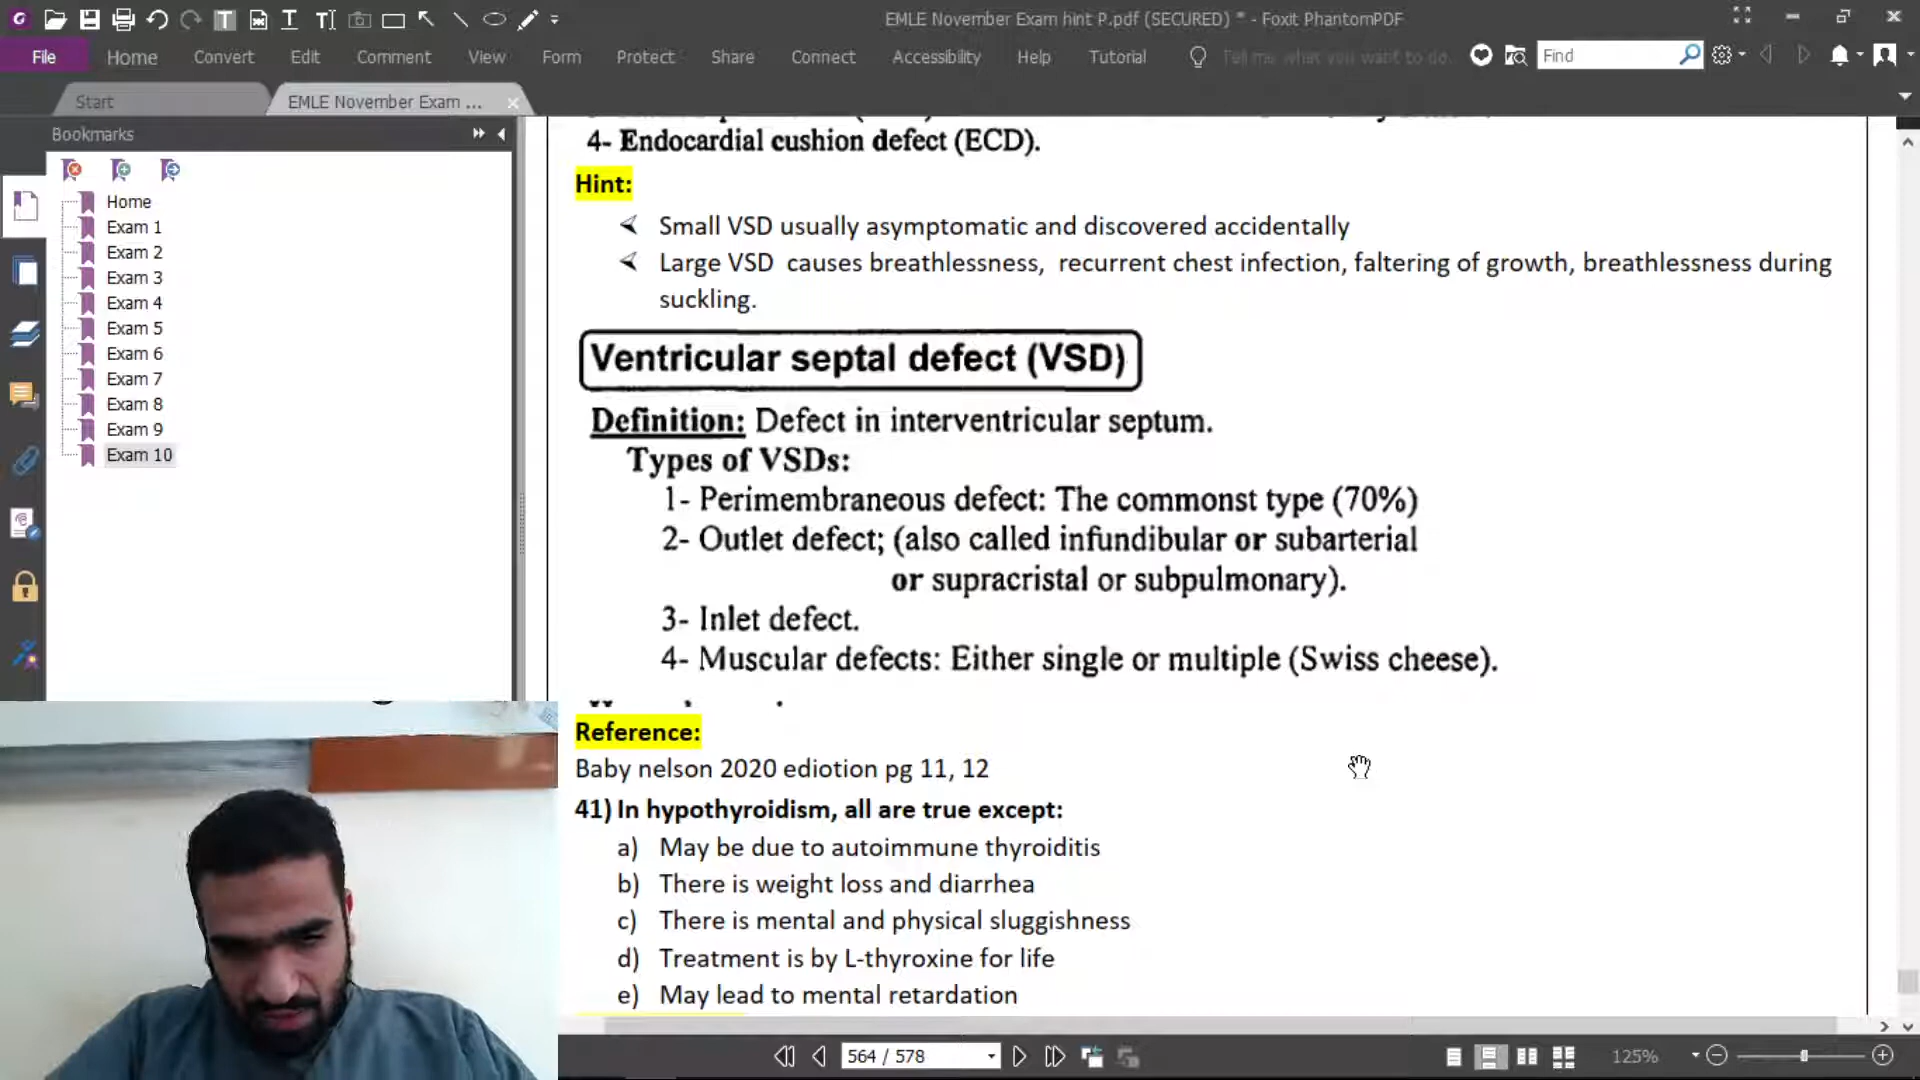 EMLE November Exam hint P.pdf (SECURED) * - Foxit PhantomPDF
File Home Convert Edit Comment View Form Protect Share Connect Accessibility Help Tutorial Tell me what you want to do. Find
Start EMLE November Exam ...
Bookmarks
Home
Exam 1
Exam 2
Exam 3
Exam 4
Exam 5
Exam 6
Exam 7
Exam 8
Exam 9
Exam 10
4- Endocardial cushion defect (ECD).
Hint:
Small VSD usually asymptomatic and discovered accidentally
Large VSD causes breathlessness, recurrent chest infection, faltering of growth, breathlessness during
suckling.
Ventricular septal defect (VSD)
Definition: Defect in interventricular septum.
Types of VSDs:
1- Perimembraneous defect: The commonst type (70%)
2- Outlet defect; (also called infundibular or subarterial
or supracristal or subpulmonary).
3- Inlet defect.
4- Muscular defects: Either single or multiple (Swiss cheese).
Reference:
Baby nelson 2020 ediotion pg 11, 12
41) In hypothyroidism, all are true except:
a) May be due to autoimmune thyroiditis
b) There is weight loss and diarrhea
c) There is mental and physical sluggishness
d) Treatment is by L-thyroxine for life
e) May lead to mental retardation
564 / 578
125%